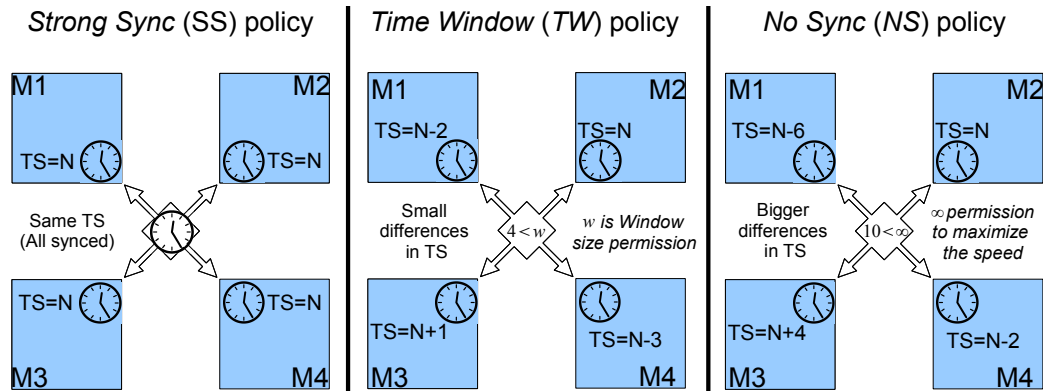 Strong Sync (SS) policy
M1
M2
TS=N
TS=N
Same TS
(All synced)
TS=N
TS=N
M3
M4
Time Window (TW) policy
M1
M2
TS=N-2
TS=N
Small
differences
in TS
4 < w
w is Window
size permission
TS=N+1
TS=N-3
M3
M4
No Sync (NS) policy
M1
M2
TS=N-6
TS=N
Bigger
differences
in TS
10 < ∞
∞ permission
to maximize
the speed
TS=N+4
TS=N-2
M3
M4